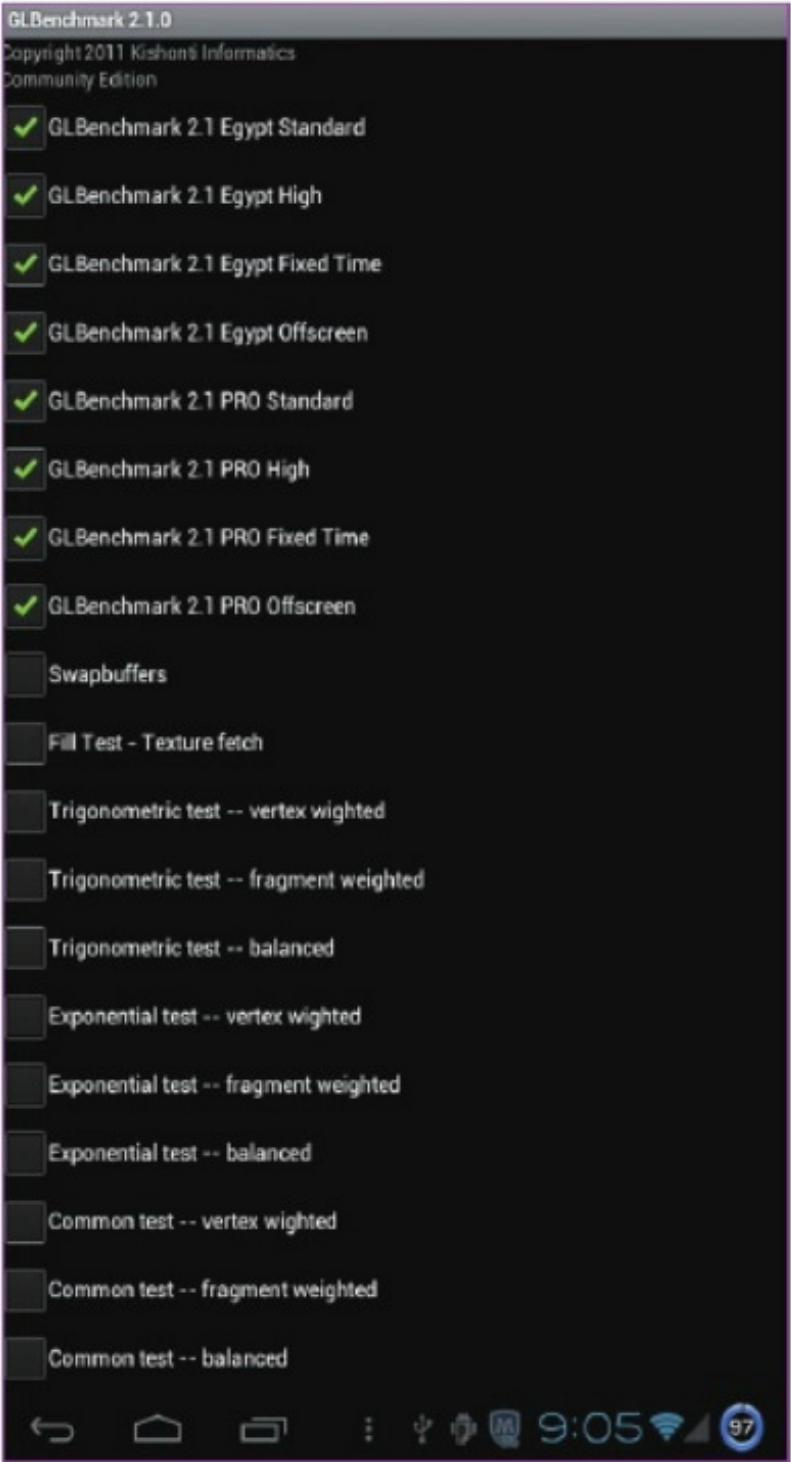 GLBenchmark 2.1.0
Copyright 2011 Kishonti Informatics
Community Edition
GLBenchmark 2.1 Egypt Standard
GLBenchmark 2.1 Egypt High
GLBenchmark 2.1 Egypt Fixed Time
GLBenchmark 2.1 Egypt Offscreen
GLBenchmark 2.1 PRO Standard
GLBenchmark 2.1 PRO High
GLBenchmark 2.1 PRO Fixed Time
GLBenchmark 2.1 PRO Offscreen
Swapbuffers
Fill Test - Texture fetch
Trigonometric test -- vertex wighted
Trigonometric test -- fragment weighted
Trigonometric test -- balanced
Exponential test -- vertex wighted
Exponential test -- fragment weighted
Exponential test -- balanced
Common test -- vertex wighted
Common test -- fragment weighted
Common test -- balanced
M 9:05 97